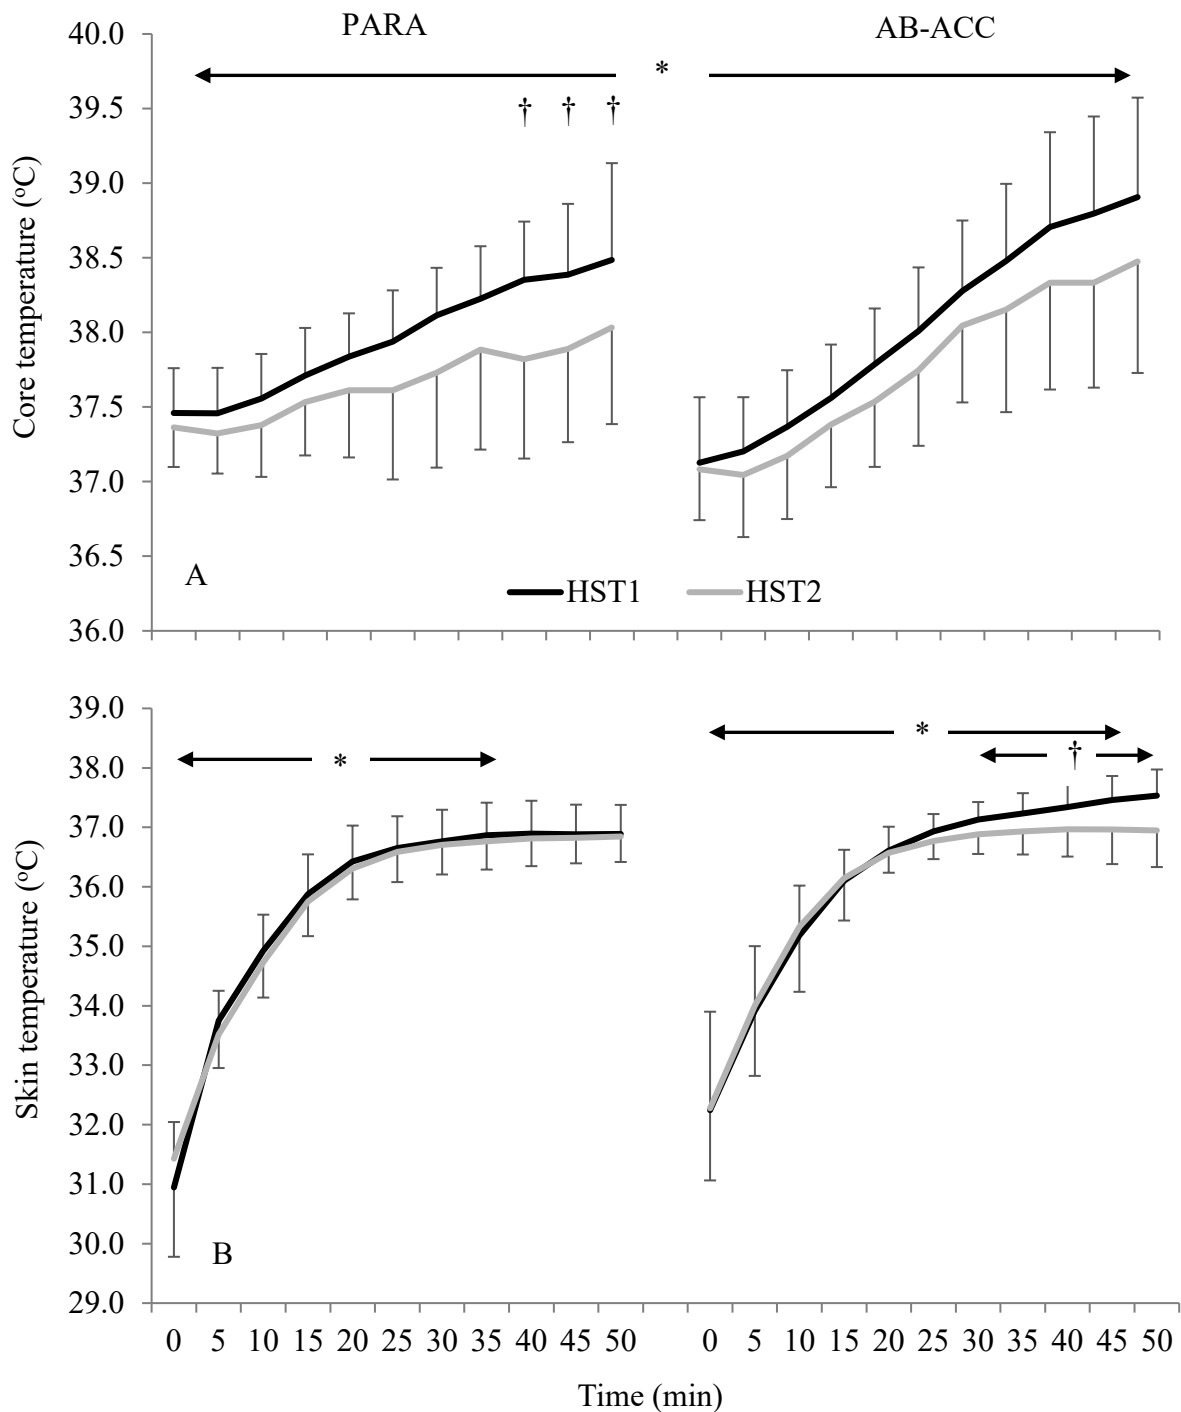 PARA AB-ACC
40.0
*
39.5
† † †
39.0
38.5
38.0
37.5
37.0
36.5
36.0
Core temperature (°C)
A
HST1 HST2
39.0
* *
†
38.0
37.0
36.0
35.0
34.0
33.0
32.0
31.0
30.0
29.0
Skin temperature (°C)
B
0 5 10 15 20 25 30 35 40 45 50 0 5 10 15 20 25 30 35 40 45 50
Time (min)